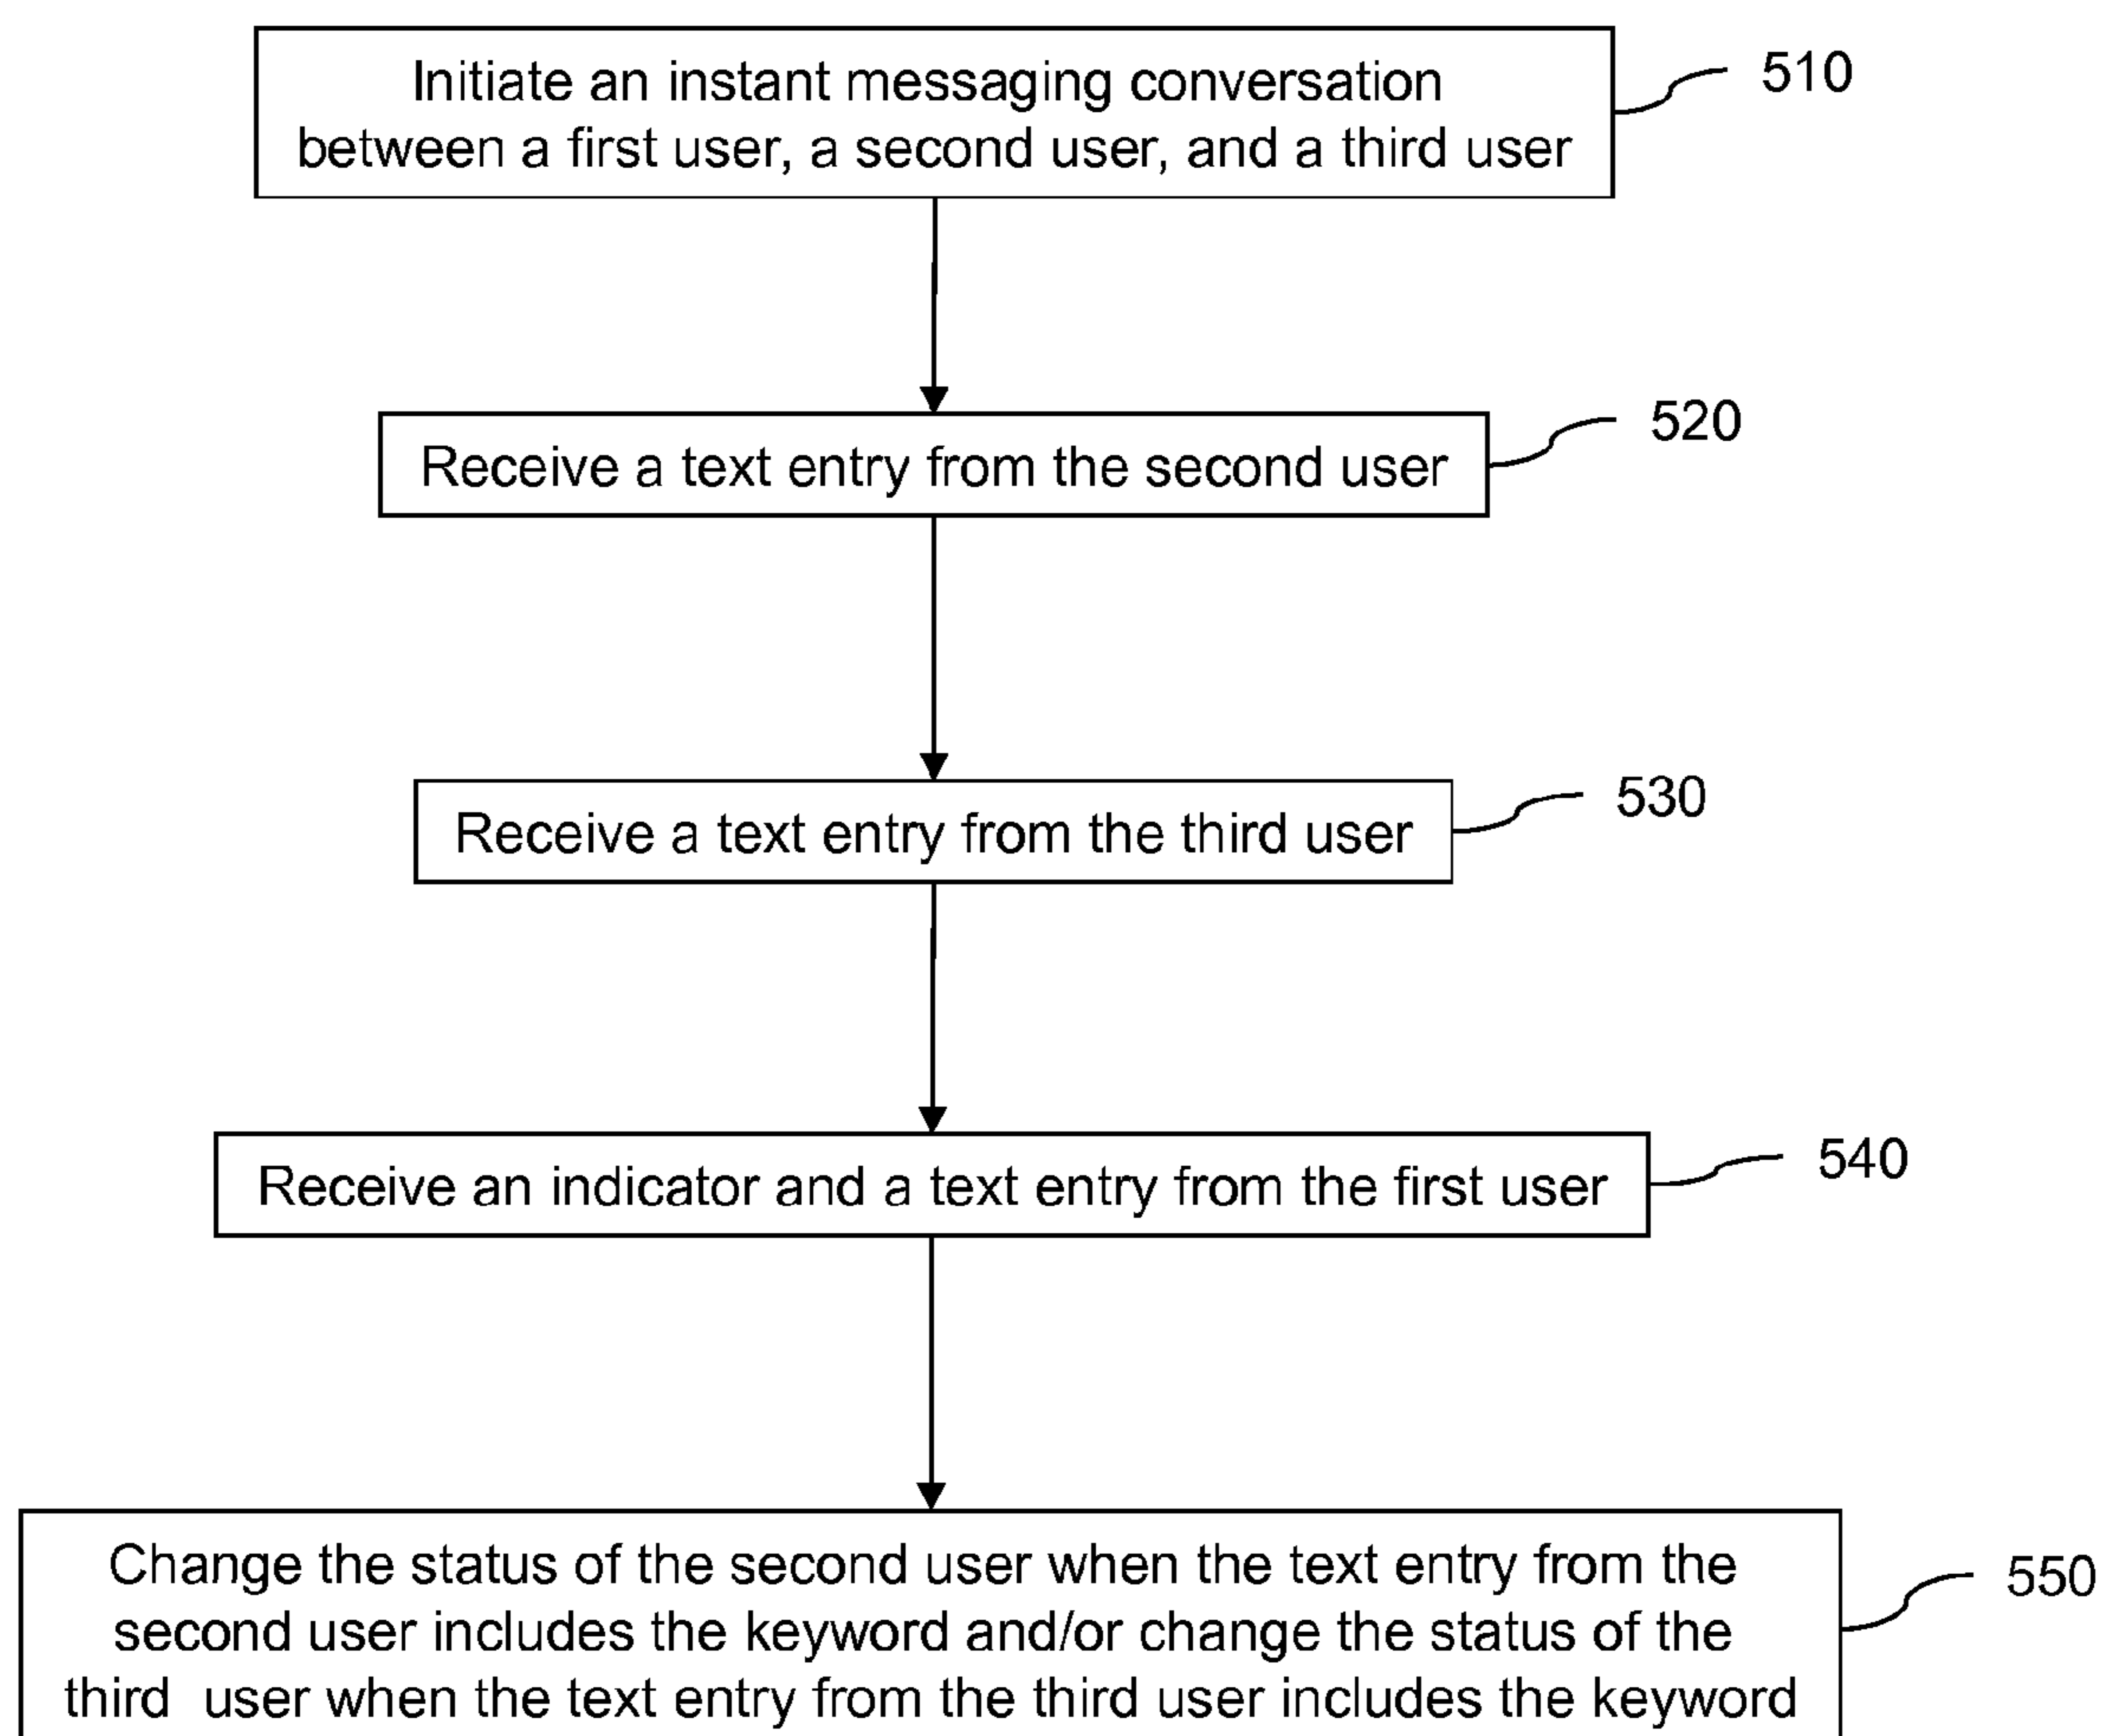 Initiate an instant messaging conversation
between a first user, a second user, and a third user
510
Receive a text entry from the second user
520
Receive a text entry from the third user
530
Receive an indicator and a text entry from the first user
540
Change the status of the second user when the text entry from the
second user includes the keyword and/or change the status of the
third user when the text entry from the third user includes the keyword
550